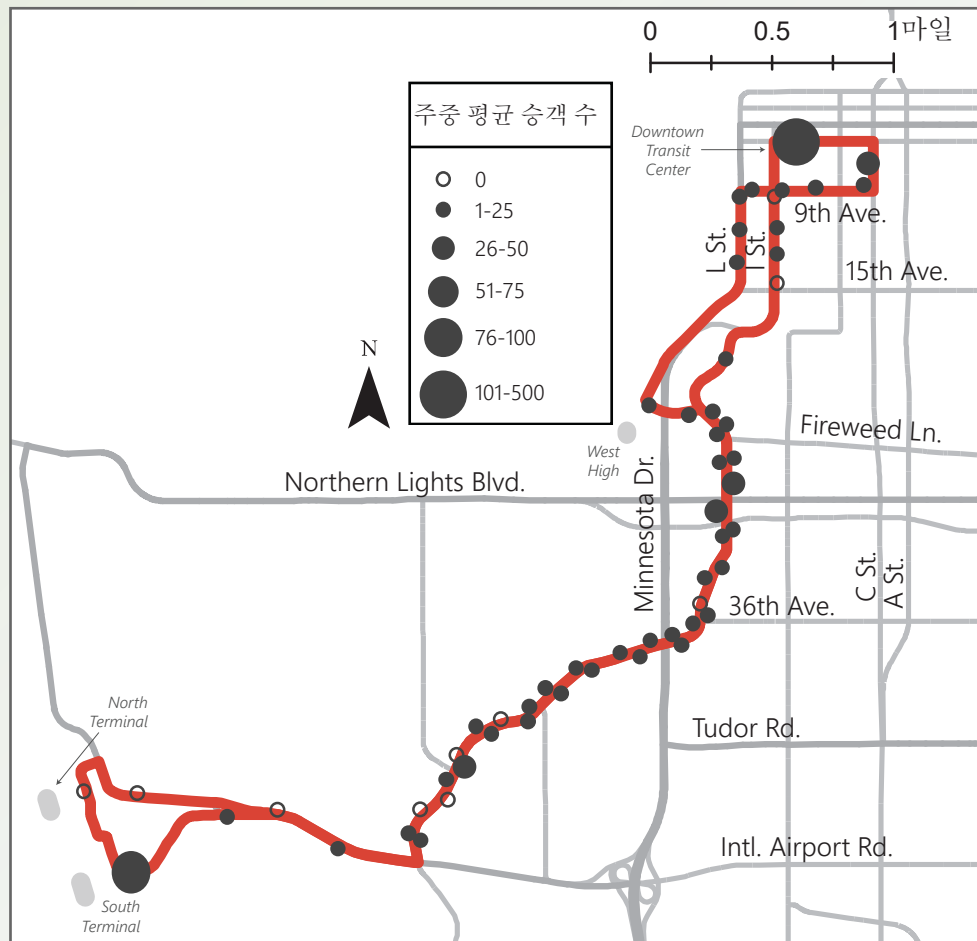 0 0.5 1마일
주중 평균 승객 수
0
1-25
26-50
51-75
76-100
101-500
Downtown
Transit
Center
9th Ave.
L St.
I St.
15th Ave.
N
West
High
Fireweed Ln.
Northern Lights Blvd.
Minnesota Dr.
C St.
A St.
36th Ave.
North
Terminal
Tudor Rd.
Intl. Airport Rd.
South
Terminal